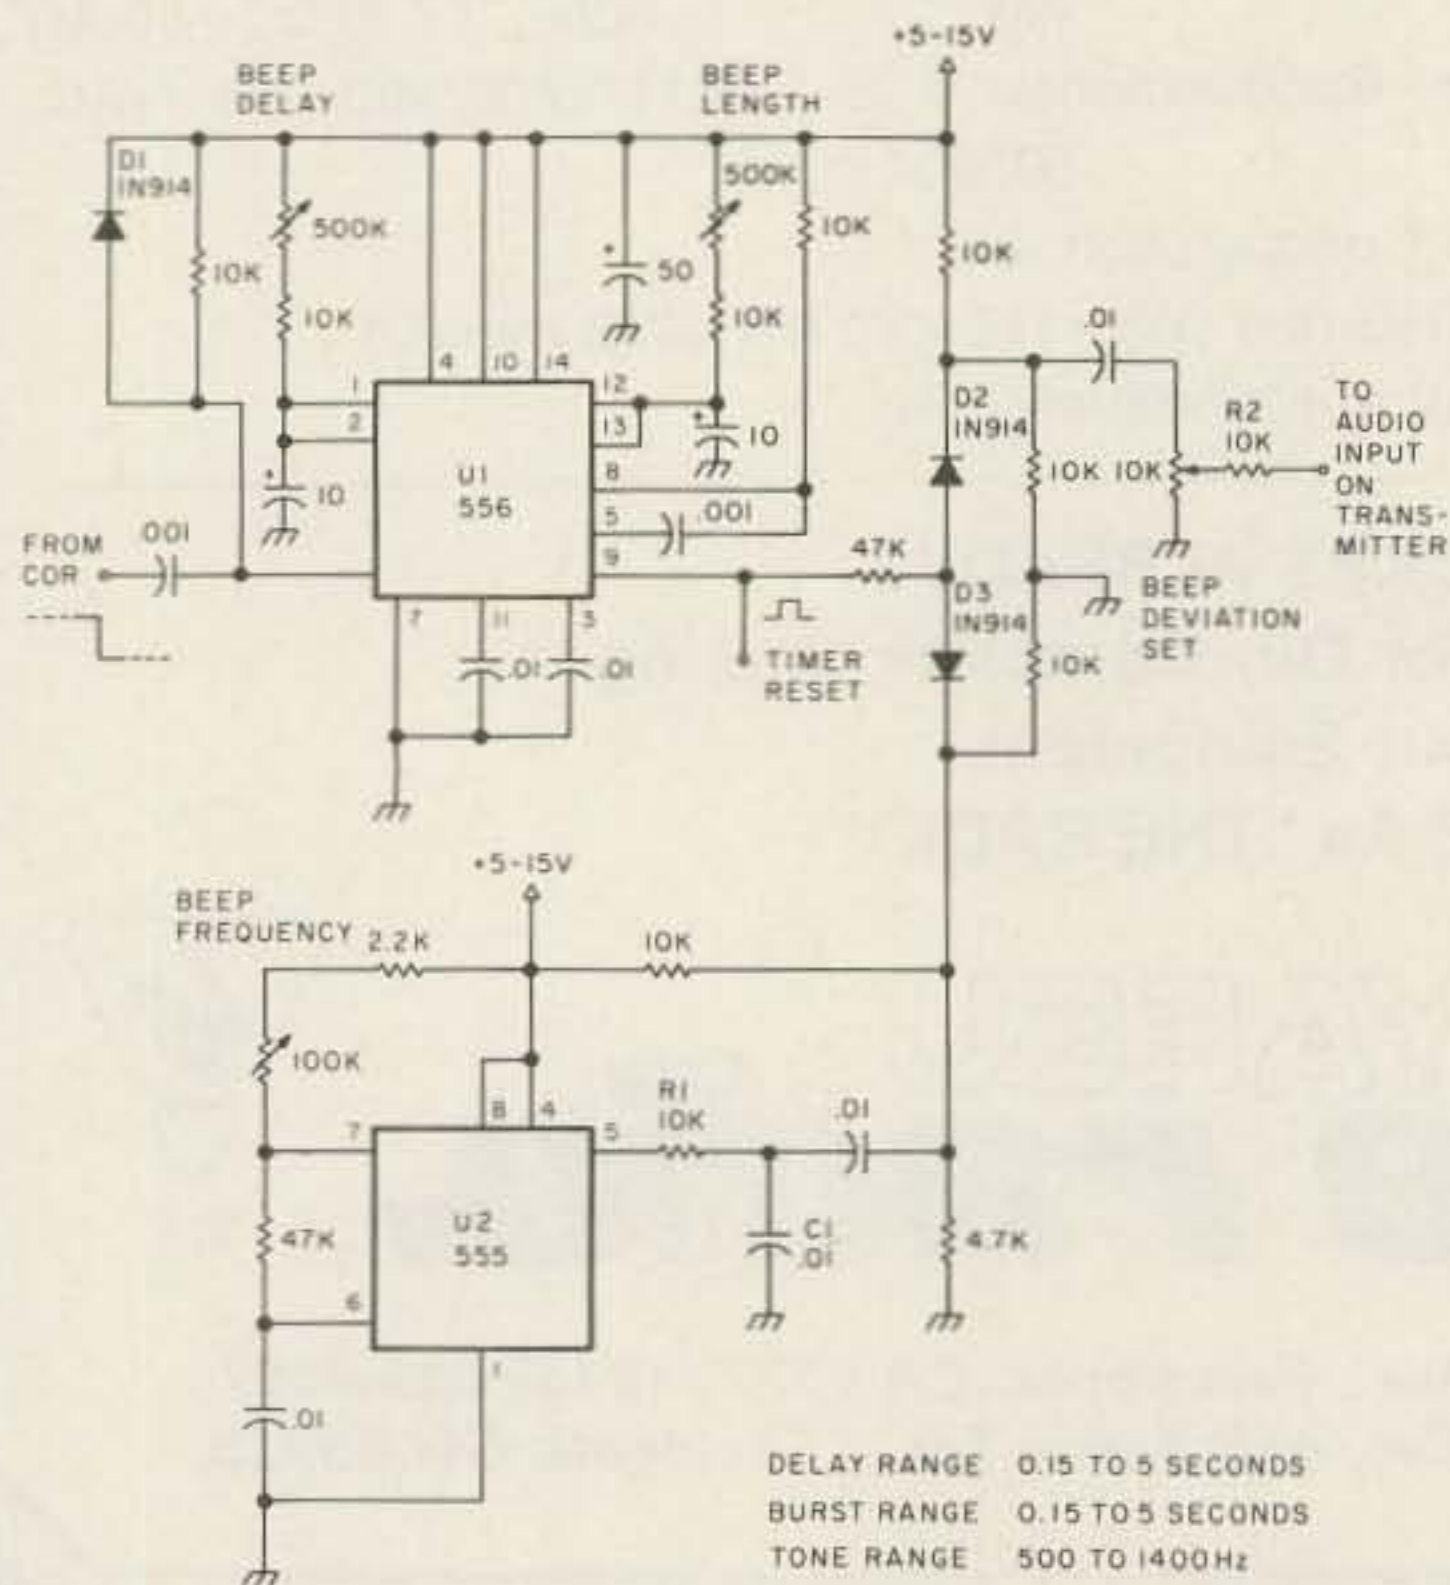 +5-15V
BEEP
DELAY
BEEP
LENGTH
D1
IN914
500K
10K
10K
500K
50
10K
10K
10K
4
10
14
1
2
12
13
8
5
9
10
10
U1
556
.001
.001
FROM
COR
7
11
3
.01
.01
47K
TIMER
RESET
.01
D2
IN914
10K
10K
R2
10K
TO
AUDIO
INPUT
ON
TRANS-
MITTER
D3
IN914
BEEP
DEVIATION
SET
10K
+5-15V
BEEP
FREQUENCY
2.2K
10K
100K
8
4
7
5
R1
10K
.01
U2
555
47K
C1
.01
4.7K
6
1
.01
DELAY RANGE 0.15 TO 5 SECONDS
BURST RANGE 0.15 TO 5 SECONDS
TONE RANGE 500 TO 1400Hz